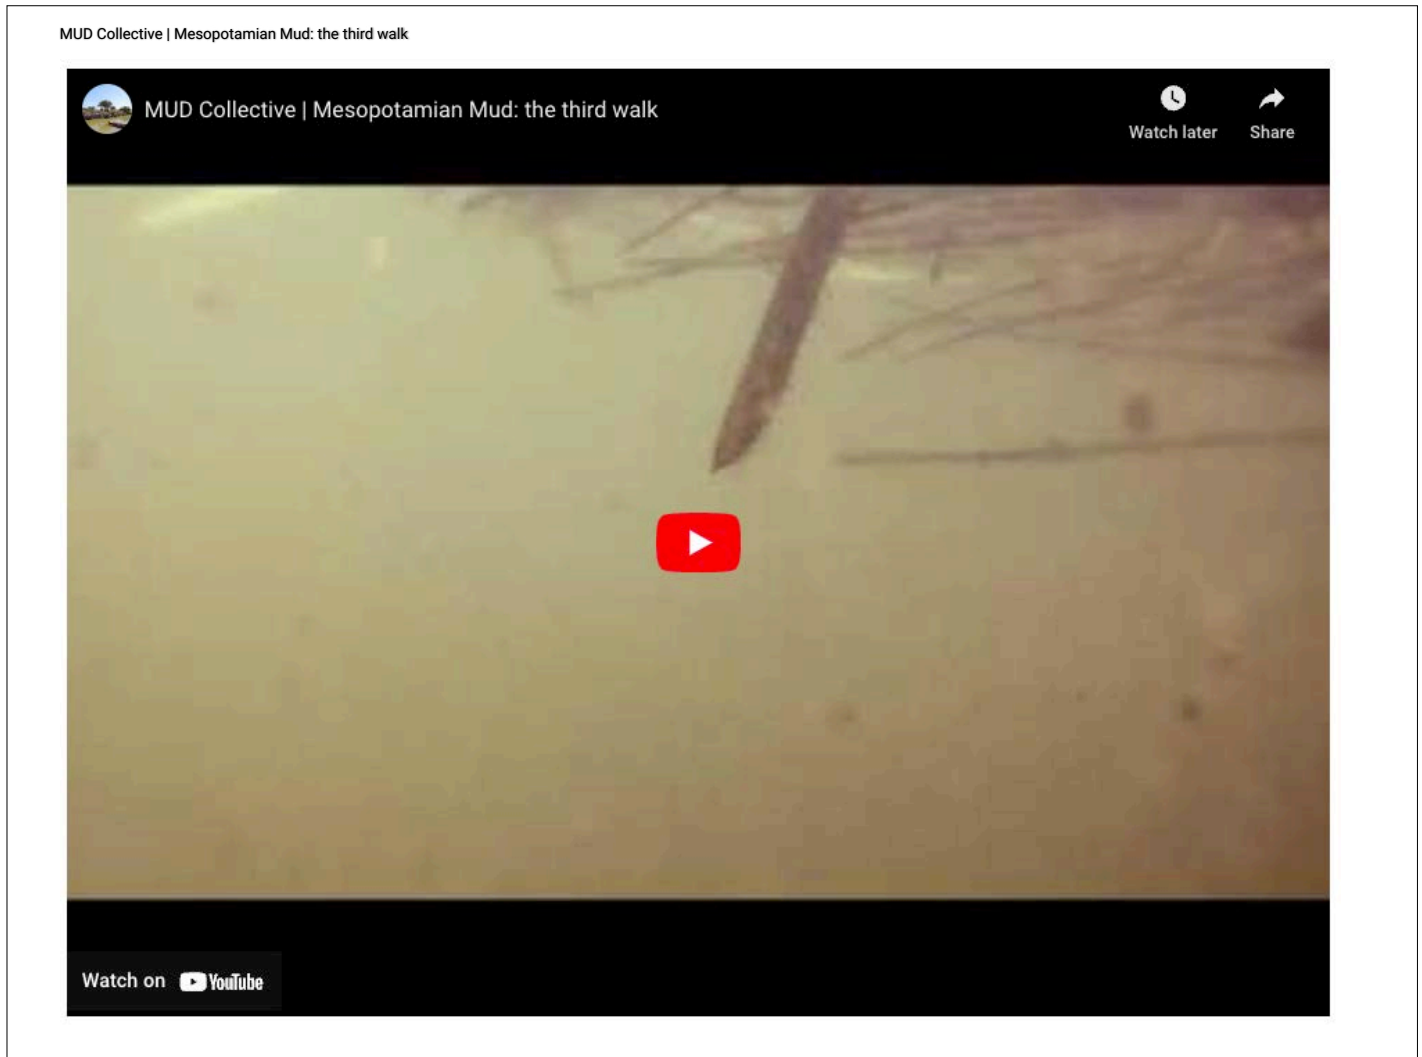 MUD Collective | Mesopotamian Mud: the third walk
MUD Collective | Mesopotamian Mud: the third walk
Watch later
Share
Watch on YouTube